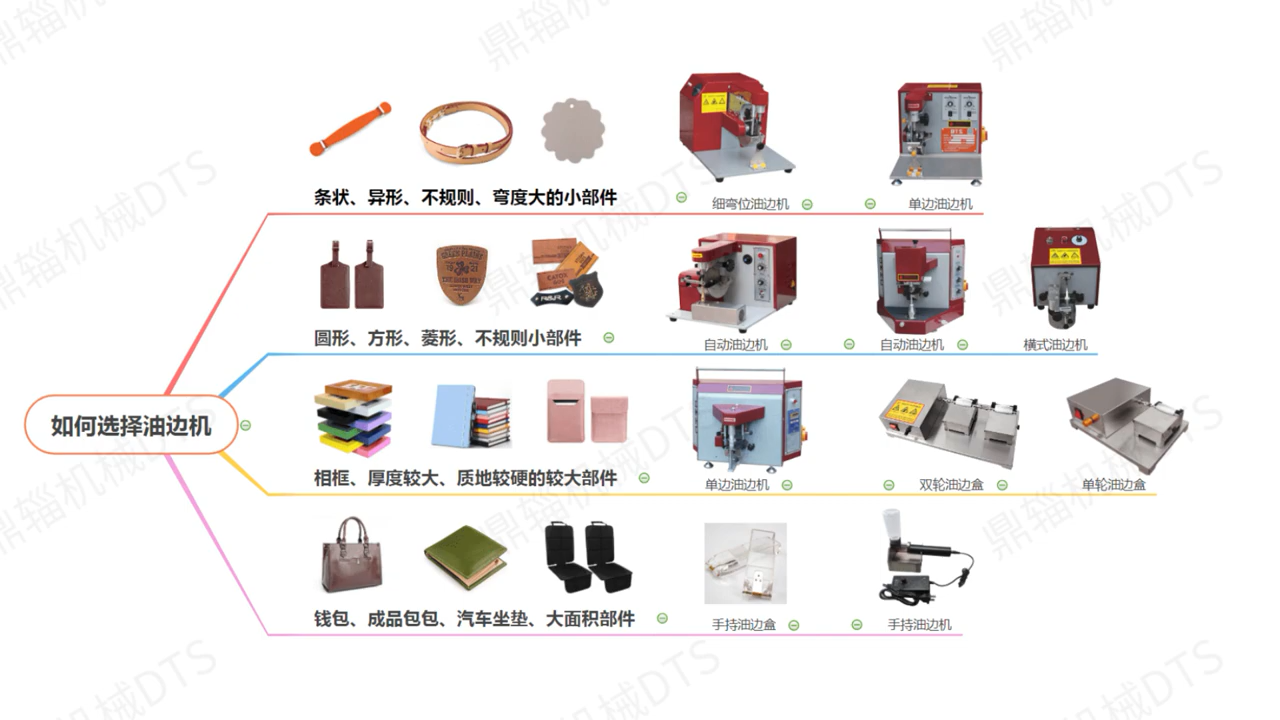 条状、异形、不规则、弯度大的小部件
细弯位油边机
单边油边机
圆形、方形、菱形、不规则小部件
自动油边机
自动油边机
横式油边机
如何选择油边机
相框、厚度较大、质地较硬的较大部件
单边油边机
双轮油边盒
单轮油边盒
钱包、成品包包、汽车坐垫、大面积部件
手持油边盒
手持油边机
鼎辎机械DTS